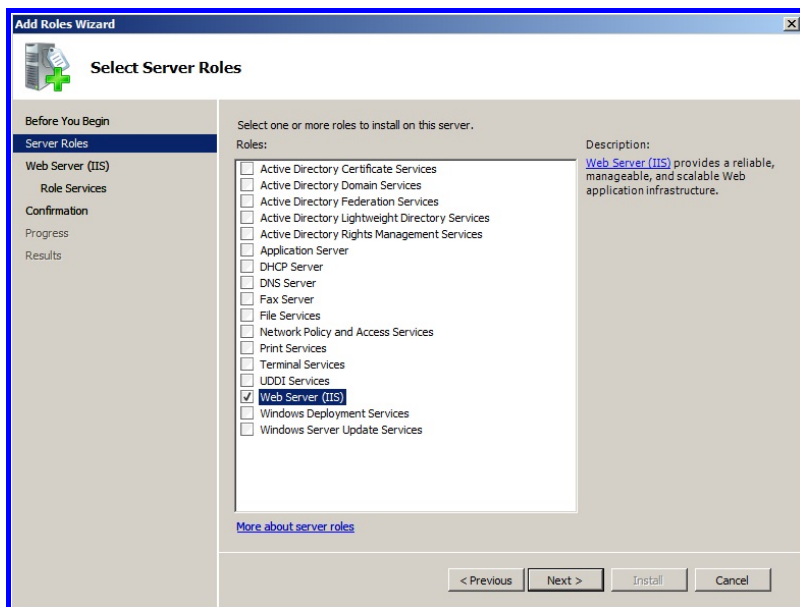 Add Roles Wizard
Select Server Roles
Before You Begin
Server Roles
Web Server (IIS)
Role Services
Confirmation
Progress
Results
Select one or more roles to install on this server.
Roles:
Active Directory Certificate Services
Active Directory Domain Services
Active Directory Federation Services
Active Directory Lightweight Directory Services
Active Directory Rights Management Services
Application Server
DHCP Server
DNS Server
Fax Server
File Services
Network Policy and Access Services
Print Services
Terminal Services
UDDI Services
Web Server (IIS)
Windows Deployment Services
Windows Server Update Services
More about server roles
Description:
Web Server (IIS) provides a reliable,
manageable, and scalable Web
application infrastructure.
< Previous
Next >
Install
Cancel